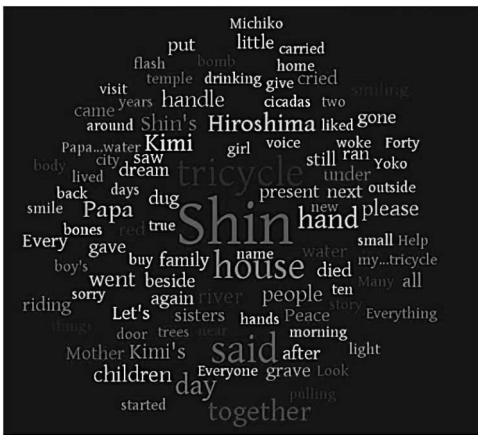 Michiko
put little carried
flash bomb home
temple drinking give cried smiling
visit years handle cicadas two
came around Shin's Hiroshima liked gone
Papa...water Kimi girl voice woke Forty
body city saw tricycle still ran Yoko
lived dream under
back days dug present next outside
smile Papa Shin hand new please
bones red true
Every gave house name water small Help
boy's buy family died my...tricycle
went beside people ten Many all
riding sorry again river story
Let's sisters hands Peace Everything
things door trees near morning
Mother Kimi's said after light
children day Everyone grave Look
started together pulling